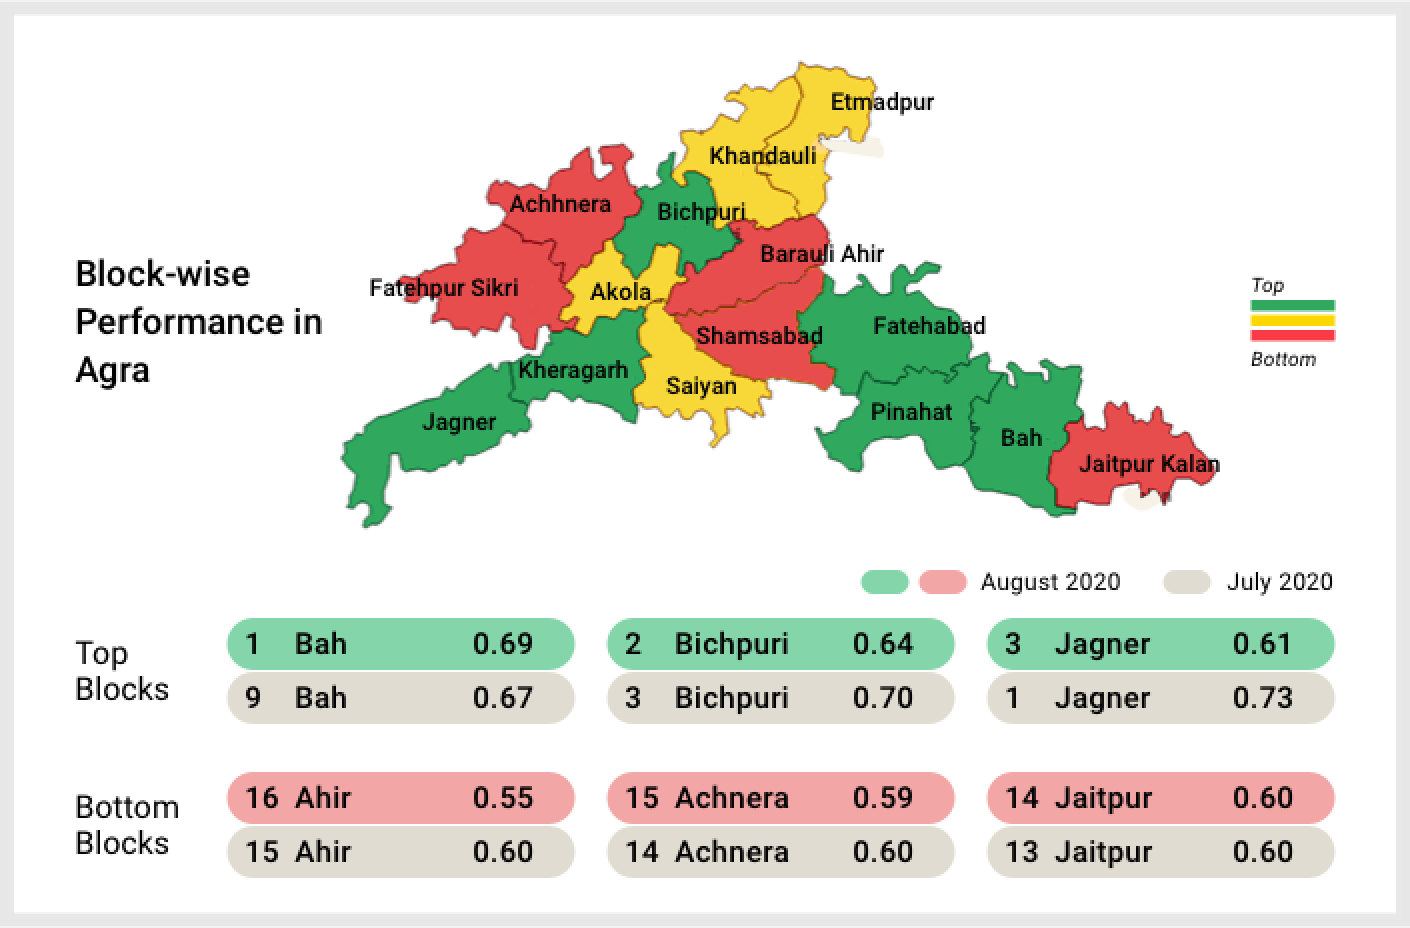 Etmadpur
Khandauli
Achhnera
Bichpuri
Barauli Ahir
Block-wise
Performance in
Agra
Fatehpur Sikri
Akola
Top
Shamsabad
Fatehabad
Bottom
Kheragarh
Saiyan
Jagner
Pinahat
Bah
Jaitpur Kalan
August 2020
July 2020
Top
Blocks
1 Bah 0.69
2 Bichpuri 0.64
3 Jagner 0.61
9 Bah 0.67
3 Bichpuri 0.70
1 Jagner 0.73
Bottom
Blocks
16 Ahir 0.55
15 Achnera 0.59
14 Jaitpur 0.60
15 Ahir 0.60
14 Achnera 0.60
13 Jaitpur 0.60